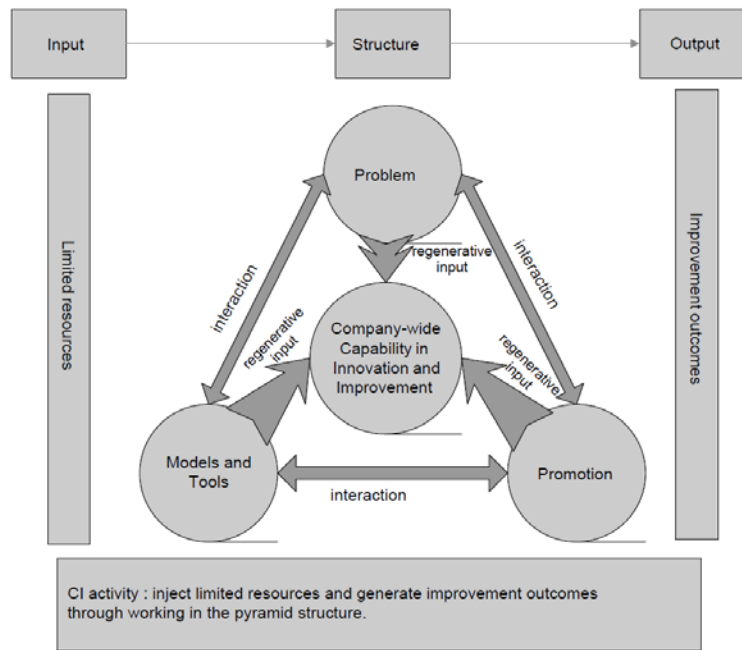 Input
Structure
Output
Limited resources
Improvement outcomes
Problem
interaction
interaction
regenerative
input
regenerative
input
regenerative
input
Company-wide
Capability in
Innovation and
Improvement
Models and
Tools
interaction
Promotion
CI activity : inject limited resources and generate improvement outcomes
through working in the pyramid structure.